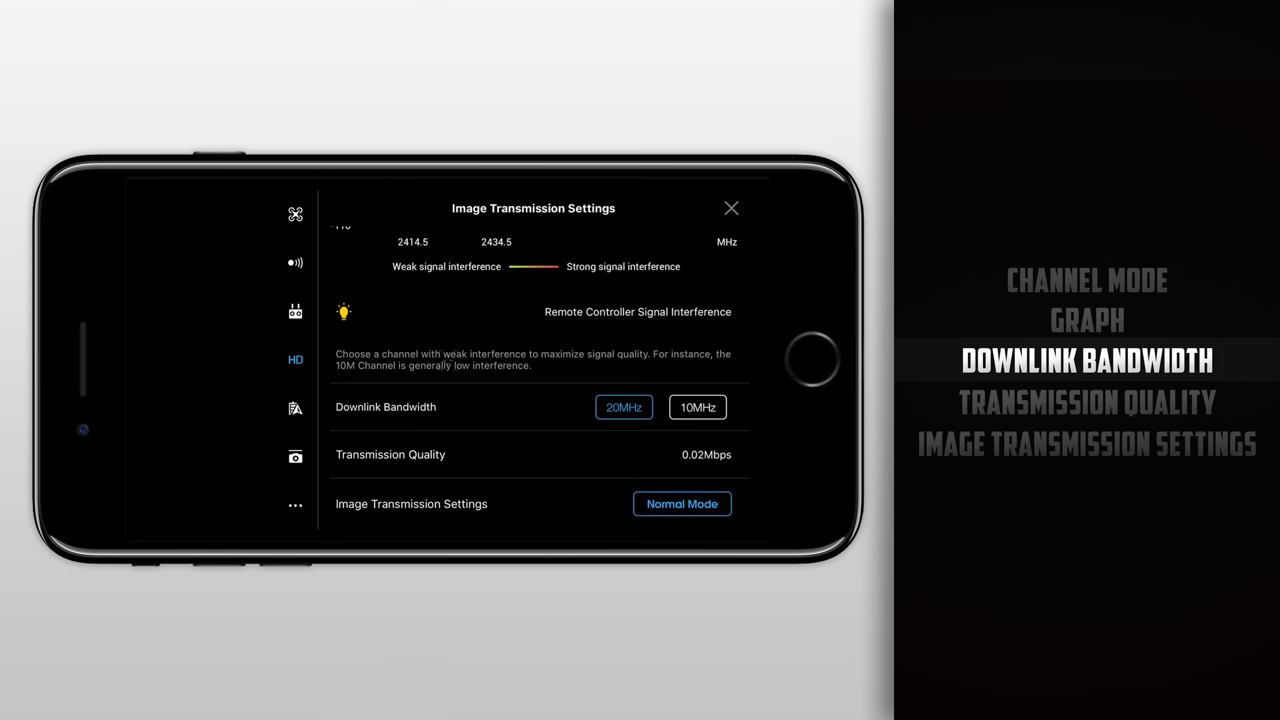 Image Transmission Settings
2414.5
2434.5
MHz
Weak signal interference
Strong signal interference
Remote Controller Signal Interference
Choose a channel with weak interference to maximize signal quality. For instance, the
10M Channel is generally low interference.
HD
Downlink Bandwidth
20MHz
10MHz
Transmission Quality
0.02Mbps
Image Transmission Settings
Normal Mode
CHANNEL MODE
GRAPH
DOWNLINK BANDWIDTH
TRANSMISSION QUALITY
IMAGE TRANSMISSION SETTINGS